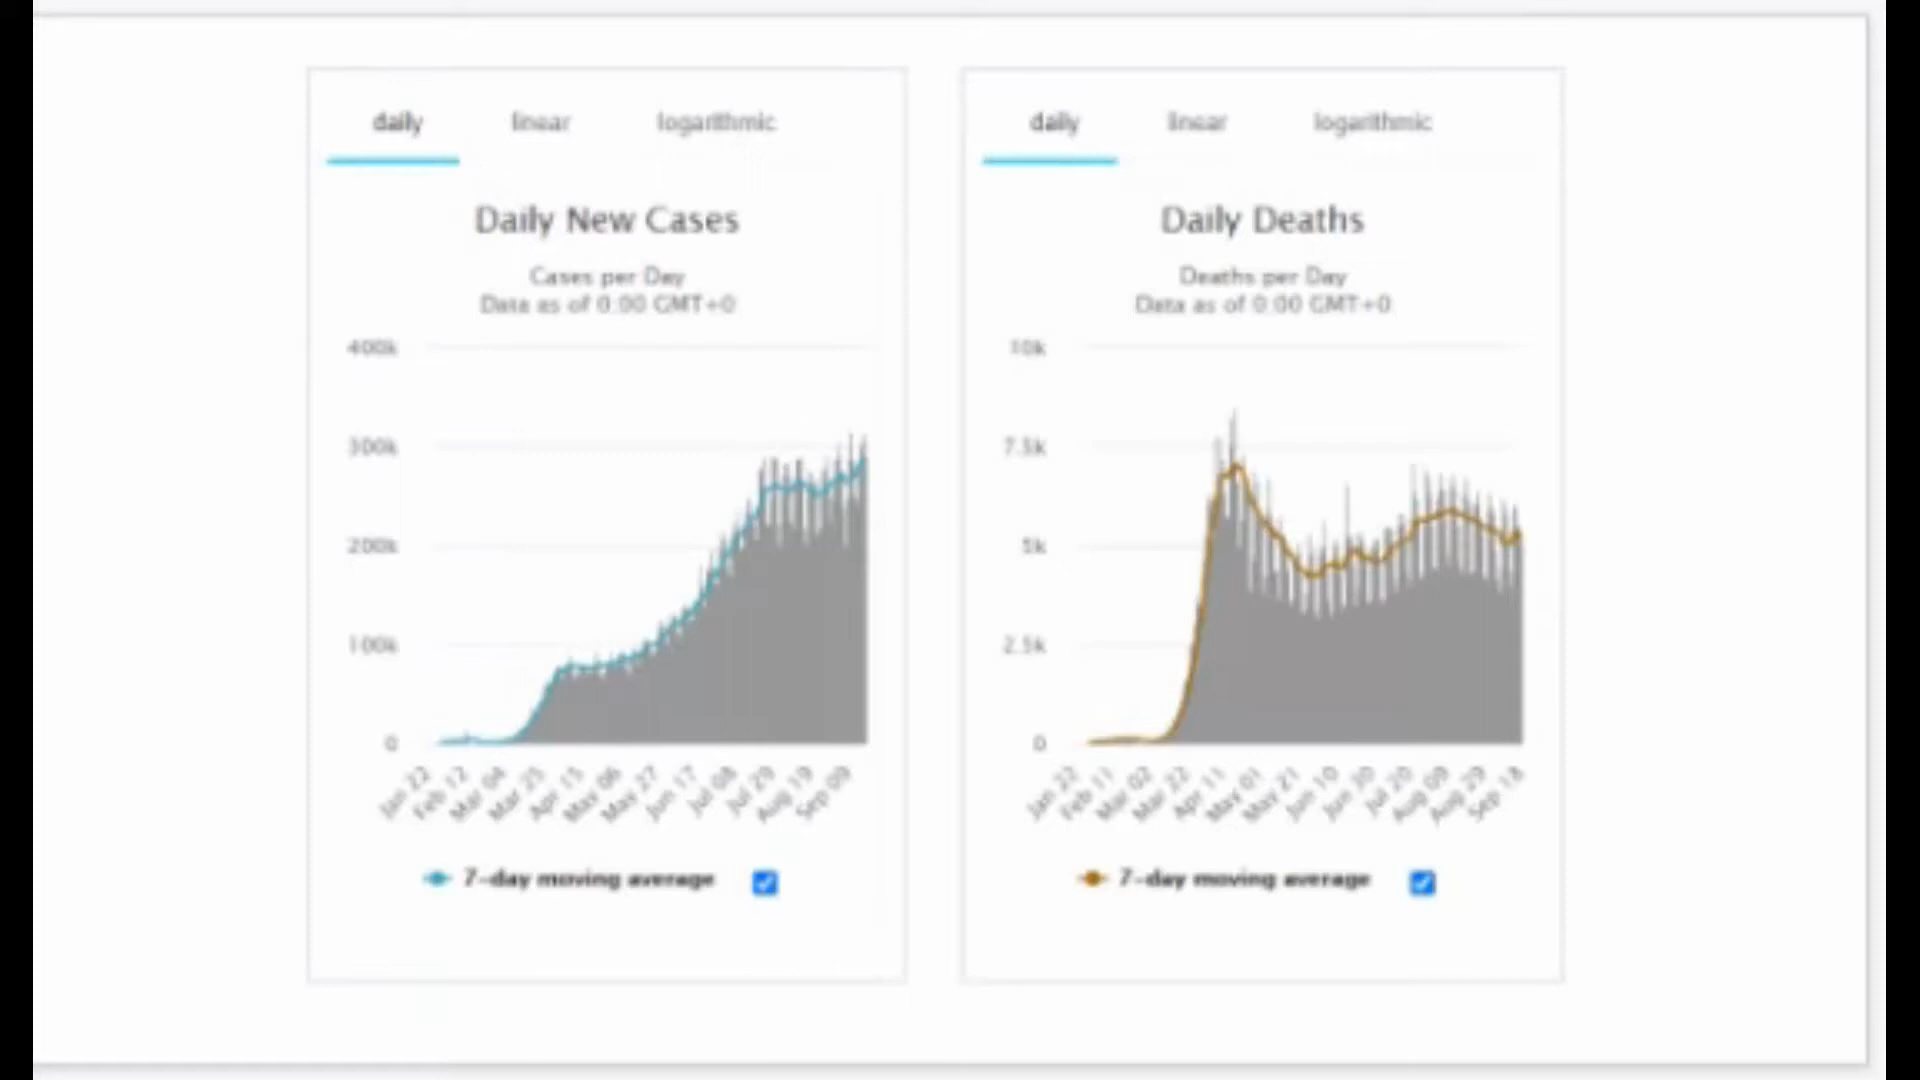 daily linear logarithmic
Daily New Cases
Cases per Day
Data as of 0:00 GMT+0
400k
300k
200k
100k
0
Jan 22
Feb 12
Mar 04
Mar 25
Apr 15
May 06
May 27
Jun 17
Jul 08
Jul 29
Aug 19
Sep 09
7-day moving average
daily linear logarithmic
Daily Deaths
Deaths per Day
Data as of 0:00 GMT+0
10k
7.5k
5k
2.5k
0
Jan 22
Feb 11
Mar 02
Mar 22
Apr 11
May 01
May 21
Jun 10
Jun 30
Jul 20
Aug 09
Aug 29
Sep 18
7-day moving average